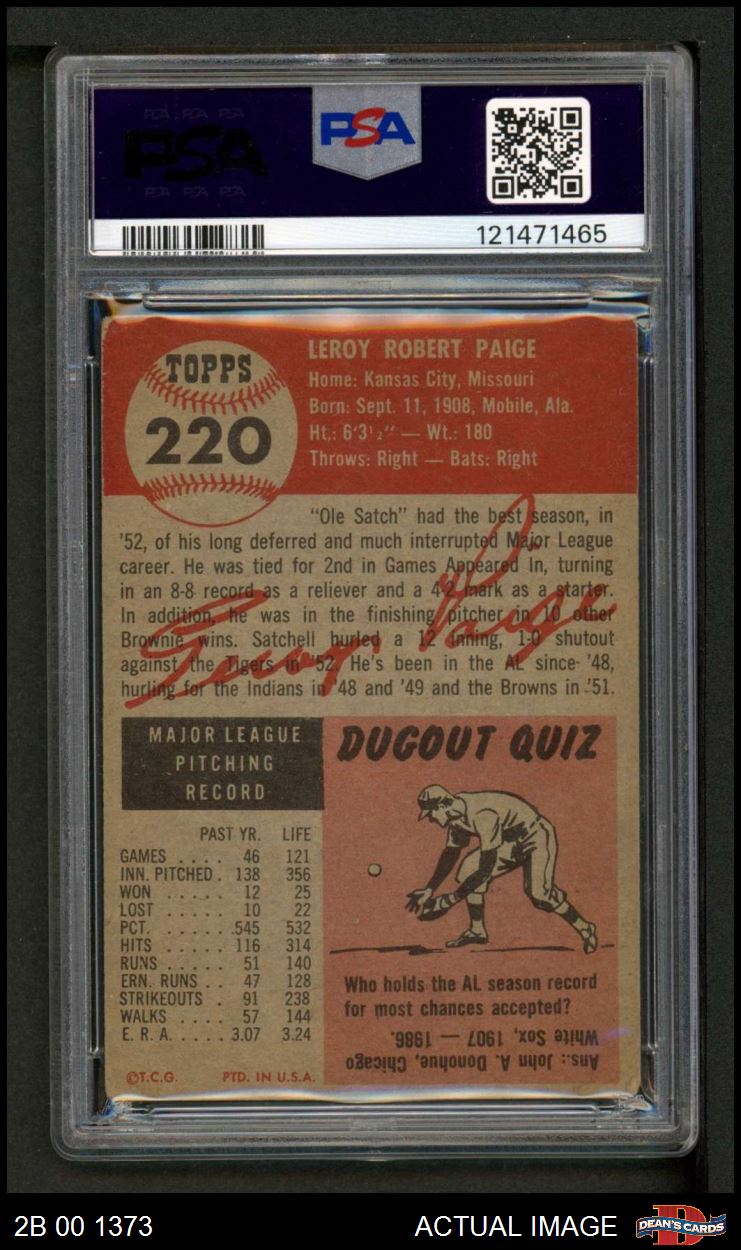 PSA PSA PSA
PSA
PSA PSA PSA
PSA
121471465
TOPPS
220
LEROY ROBERT PAIGE
Home: Kansas City, Missouri
Born: Sept. 11, 1908, Mobile, Ala.
Ht.: 6'3½" — Wt.: 180
Throws: Right — Bats: Right
"Ole Satch" had the best season, in
'52, of his long deferred and much interrupted Major League
career. He was tied for 2nd in Games Appeared In, turning
in an 8-8 record as a reliever and a 4-2 mark as a starter.
In addition, he was in the finishing pitcher in 10 other
Brownie wins. Satchell hurled a 12 inning, 1-0 shutout
against the Tigers in '52. He's been in the AL since '48,
hurling for the Indians in '48 and '49 and the Browns in '51.
MAJOR LEAGUE
PITCHING
RECORD
PAST YR. LIFE
GAMES .... 46 121
INN. PITCHED . 138 356
WON ..... 12 25
LOST ..... 10 22
PCT. ...... .545 532
HITS ..... 116 314
RUNS ..... 51 140
ERN. RUNS .. 47 128
STRIKEOUTS . 91 238
WALKS .... 57 144
E. R. A. ..... 3.07 3.24
©T.C.G. PTD. IN U.S.A.
DUGOUT QUIZ
Who holds the AL season record
for most chances accepted?
Ans.: John A. Donohue, Chicago
White Sox, 1907 — 1986.
2B 00 1373
ACTUAL IMAGE
DEAN'S CARDS